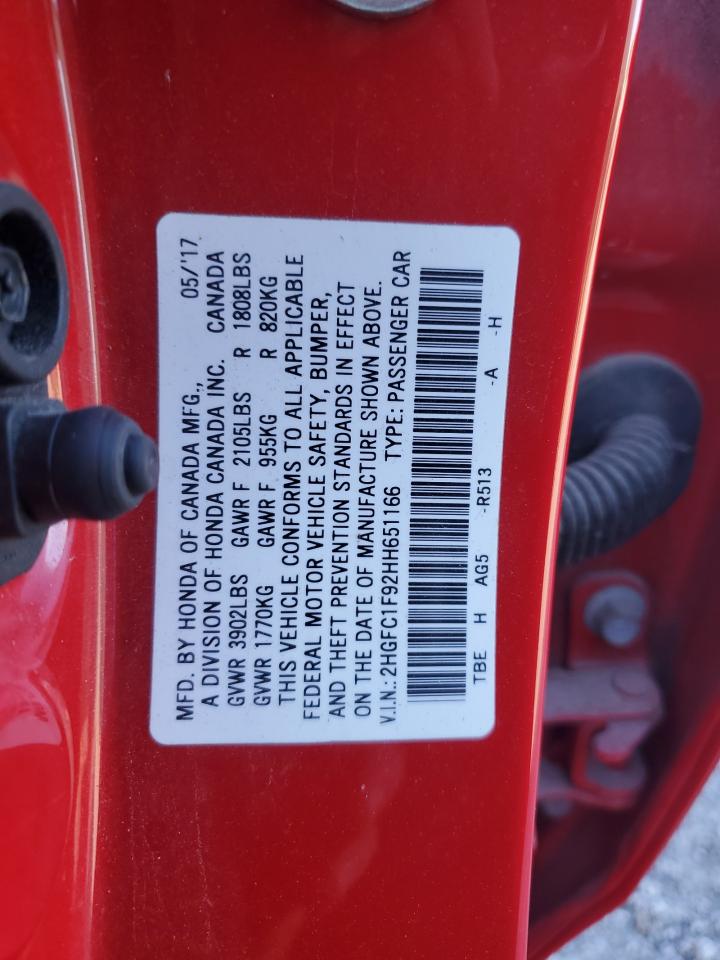 MFD. BY HONDA OF CANADA MFG., 05/'17
A DIVISION OF HONDA CANADA INC. CANADA
GVWR 3902LBS GAWR F 2105LBS R 1808LBS
GVWR 1770KG GAWR F 955KG R 820KG
THIS VEHICLE CONFORMS TO ALL APPLICABLE
FEDERAL MOTOR VEHICLE SAFETY, BUMPER,
AND THEFT PREVENTION STANDARDS IN EFFECT
ON THE DATE OF MANUFACTURE SHOWN ABOVE.
V.I.N.: 2HGFC1F92HH651166 TYPE: PASSENGER CAR
TBE H AG5 -R513 -A -H